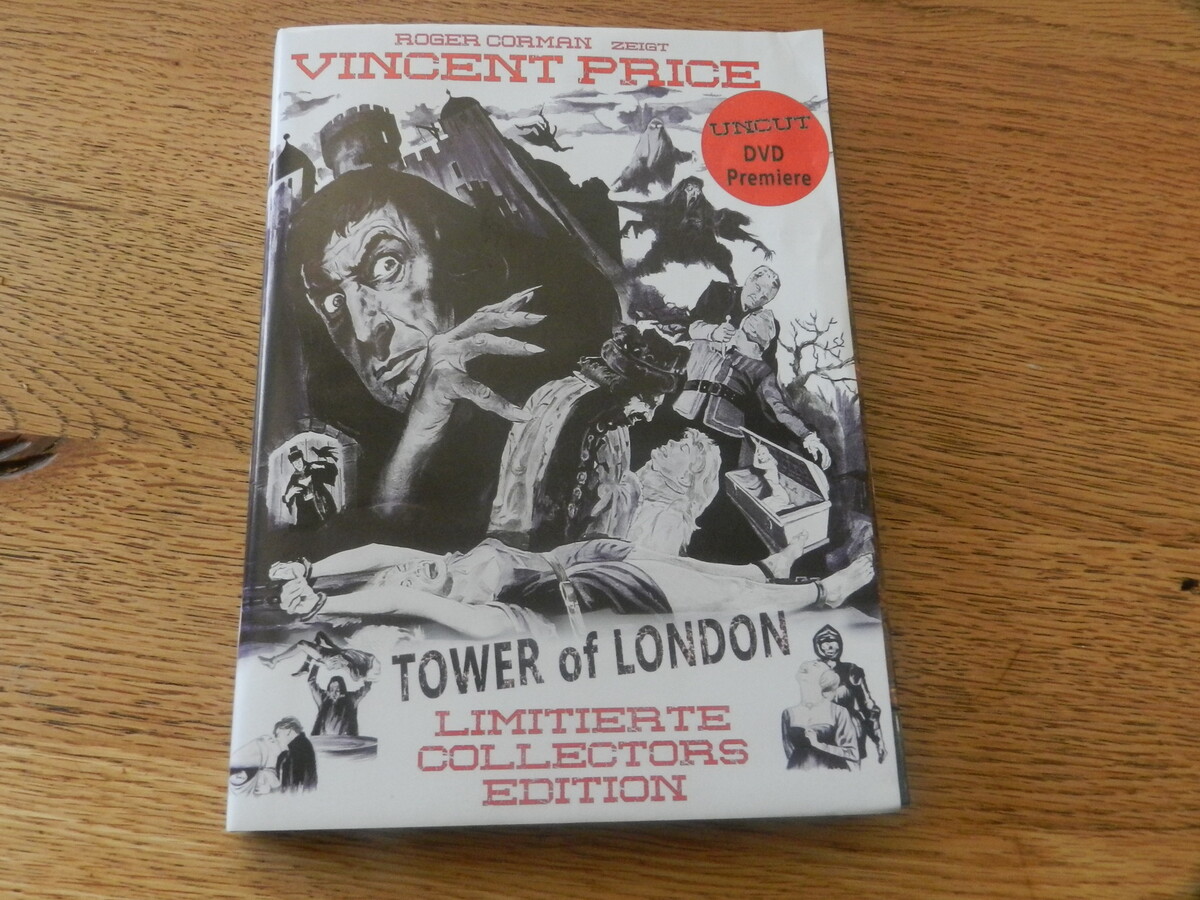 ROGER CORMAN ZEIGT
VINCENT PRICE
UNCUT
DVD
Premiere
TOWER of LONDON
LIMITIERTE
COLLECTORS
EDITION